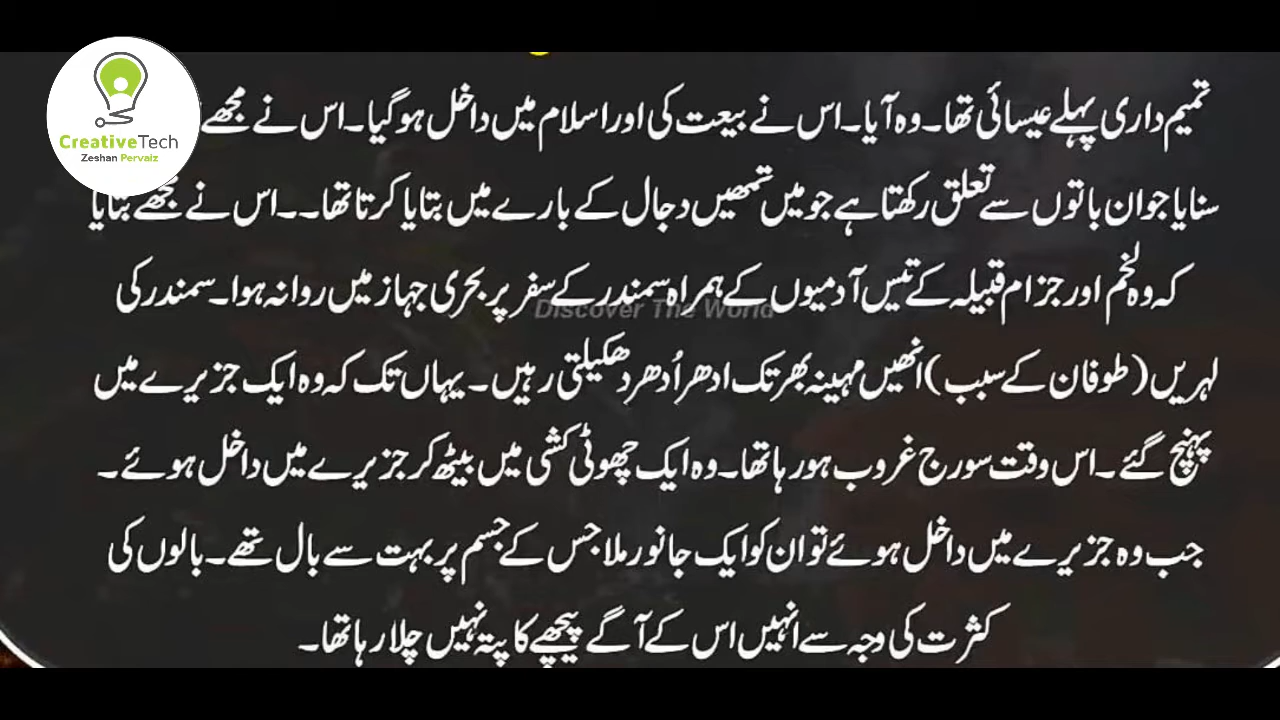 CreativeTech
Zeshan Pervaiz
تمیم داری پہلے عیسائی تھا۔ وہ آیا۔ اس نے بیعت کی اور اسلام میں داخل ہو گیا۔ اس نے مجھے
سنایا جو ان باتوں سے تعلق رکھتا ہے جو میں تمھیں دجال کے بارے میں بتایا کرتا تھا۔۔ اس نے مجھے بتایا
کہ وہ لخم اور جزام قبیلہ کے تیس آدمیوں کے ہمراہ سمندر کے سفر پر بحری جہاز میں روانہ ہوا۔ سمندر کی
Discover The World
لہریں (طوفان کے سبب) انھیں مہینہ بھر تک ادھر اُدھر دھکیلتی رہیں۔ یہاں تک کہ وہ ایک جزیرے میں
پہنچ گئے۔ اس وقت سورج غروب ہو رہا تھا۔ وہ ایک چھوٹی کشی میں بیٹھ کر جزیرے میں داخل ہوئے۔
جب وہ جزیرے میں داخل ہوئے تو ان کو ایک جانور ملا جس کے جسم پر بہت سے بال تھے۔ بالوں کی
کثرت کی وجہ سے انہیں اس کے آگے پیچھے کا پتہ نہیں چلا رہا تھا۔